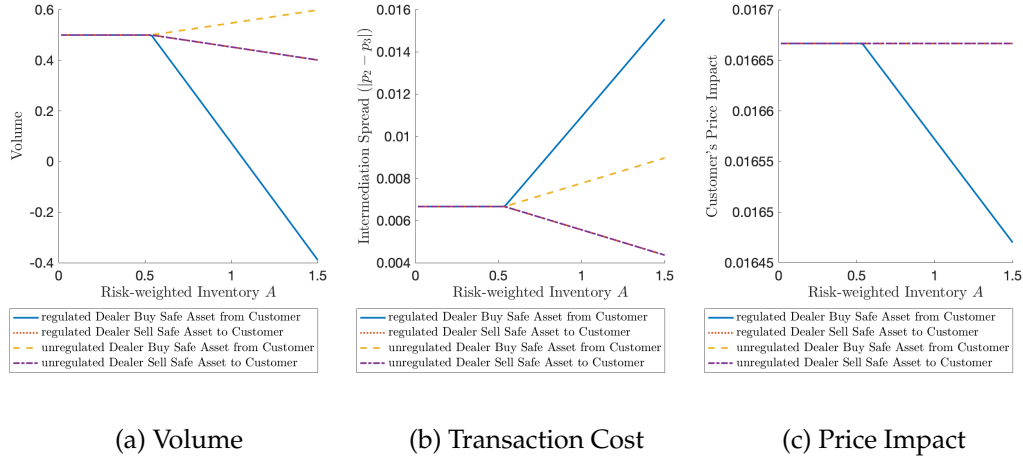 0.6
0.4
0.2
0
-0.2
-0.4
Volume
0
0.5
1
1.5
Risk-weighted Inventory A
regulated Dealer Buy Safe Asset from Customer
regulated Dealer Sell Safe Asset to Customer
unregulated Dealer Buy Safe Asset from Customer
unregulated Dealer Sell Safe Asset to Customer
(a) Volume
0.016
0.014
0.012
0.01
0.008
0.006
0.004
Intermediation Spread (|p₂ − p₃|)
0
0.5
1
1.5
Risk-weighted Inventory A
regulated Dealer Buy Safe Asset from Customer
regulated Dealer Sell Safe Asset to Customer
unregulated Dealer Buy Safe Asset from Customer
unregulated Dealer Sell Safe Asset to Customer
(b) Transaction Cost
0.0167
0.01665
0.0166
0.01655
0.0165
0.01645
Customer's Price Impact
0
0.5
1
1.5
Risk-weighted Inventory A
regulated Dealer Buy Safe Asset from Customer
regulated Dealer Sell Safe Asset to Customer
unregulated Dealer Buy Safe Asset from Customer
unregulated Dealer Sell Safe Asset to Customer
(c) Price Impact